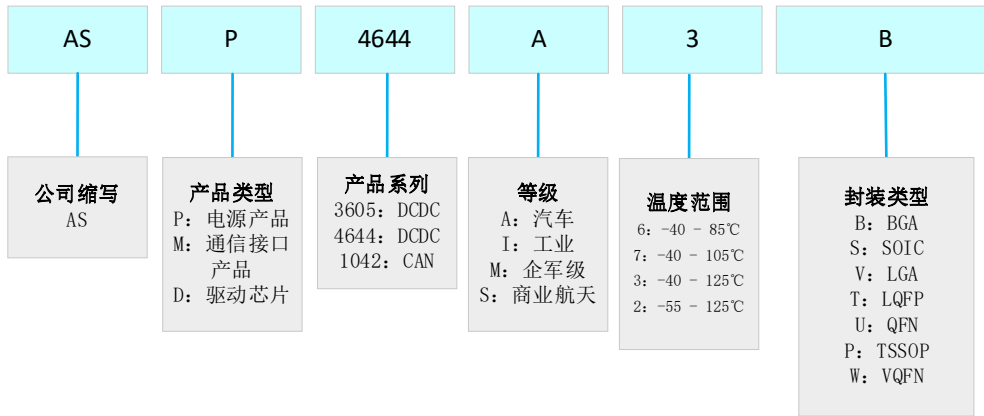 AS
P
4644
A
3
B
公司缩写
AS
产品类型
P：电源产品
M：通信接口
产品
D：驱动芯片
产品系列
3605：DCDC
4644：DCDC
1042：CAN
等级
A：汽车
I：工业
M：企军级
S：商业航天
温度范围
6：-40 - 85℃
7：-40 - 105℃
3：-40 - 125℃
2：-55 - 125℃
封装类型
B：BGA
S：SOIC
V：LGA
T：LQFP
U：QFN
P：TSSOP
W：VQFN